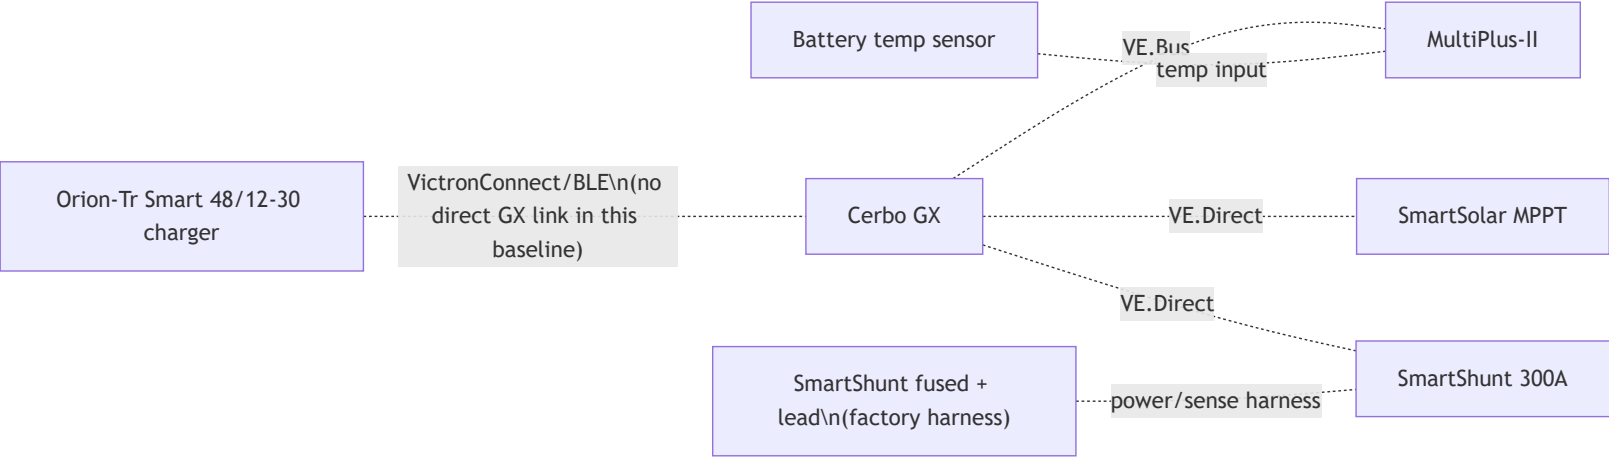 Battery temp sensor
VE.Bus
temp input
MultiPlus-II
Orion-Tr Smart 48/12-30
charger
VictronConnect/BLE\n(no
direct GX link in this
baseline)
Cerbo GX
VE.Direct
SmartSolar MPPT
VE.Direct
SmartShunt fused +
lead\n(factory harness)
power/sense harness
SmartShunt 300A